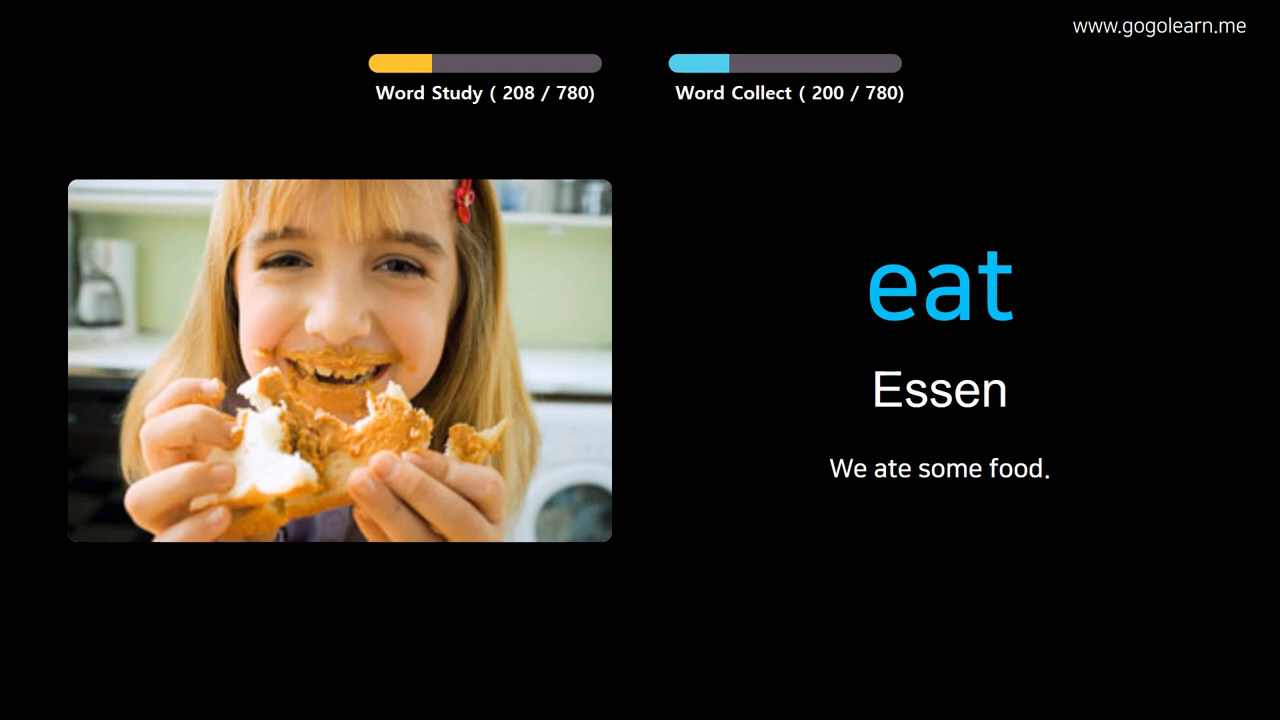 www.gogolearn.me
Word Study ( 208 / 780)
Word Collect ( 200 / 780)
eat
Essen
We ate some food.